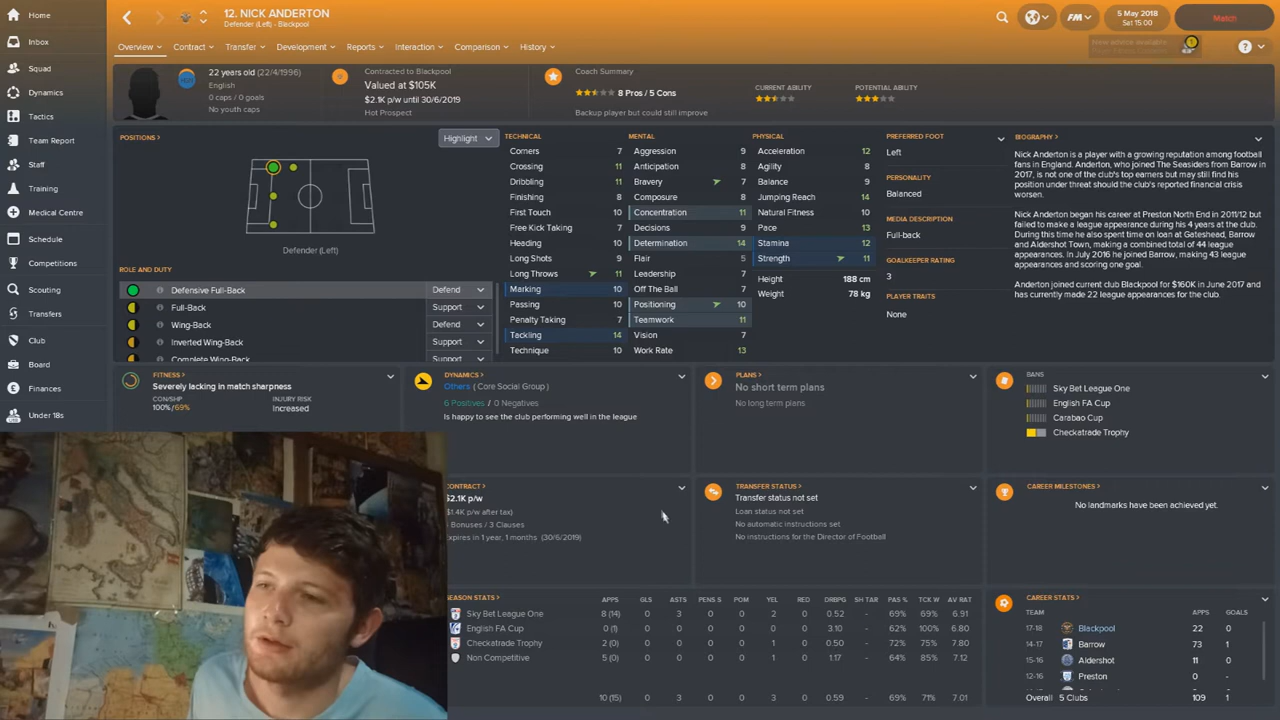 Home
Inbox
Squad
Dynamics
Tactics
Team Report
Staff
Training
Medical Centre
Schedule
Competitions
Scouting
Transfers
Club
Board
Finances
Under 18s
12. NICK ANDERTON
Defender (Left) - Blackpool
FM
5 May 2018
Sat 15:00
Match
Overview
Contract
Transfer
Development
Reports
Interaction
Comparison
History
22 years old (22/4/1996)
English
0 caps / 0 goals
No youth caps
Contracted to Blackpool
Valued at $105K
$2.1K p/w until 30/6/2019
Hot Prospect
Coach Summary
8 Pros / 5 Cons
Backup player but could still improve
CURRENT ABILITY
POTENTIAL ABILITY
POSITIONS >
Highlight
Defender (Left)
ROLE AND DUTY
Defensive Full-Back Defend
Full-Back Support
Wing-Back Defend
Inverted Wing-Back Support
Complete Wing-Back Support
TECHNICAL
Corners 7
Crossing 11
Dribbling 11
Finishing 8
First Touch 10
Free Kick Taking 7
Heading 10
Long Shots 9
Long Throws 11
Marking 10
Passing 10
Penalty Taking 7
Tackling 14
Technique 10
MENTAL
Aggression 9
Anticipation 8
Bravery 7
Composure 8
Concentration 11
Decisions 9
Determination 14
Flair 5
Leadership 7
Off The Ball 7
Positioning 10
Teamwork 11
Vision 7
Work Rate 13
PHYSICAL
Acceleration 12
Agility 8
Balance 9
Jumping Reach 14
Natural Fitness 10
Pace 13
Stamina 12
Strength 11
Height 188 cm
Weight 78 kg
PREFERRED FOOT
Left
PERSONALITY
Balanced
MEDIA DESCRIPTION
Full-back
GOALKEEPER RATING
3
PLAYER TRAITS
None
BIOGRAPHY >
Nick Anderton is a player with a growing reputation among football
fans in England. Anderton, who joined The Seasiders from Barrow in
2017, is not one of the club's top earners but may still find his
position under threat should the club's reported financial crisis
worsen.
Nick Anderton began his career at Preston North End in 2011/12 but
failed to make a league appearance during his 4 years at the club.
During this time he also spent time on loan at Gateshead, Barrow
and Aldershot Town, making a combined total of 44 league
appearances. In July 2016 he joined Barrow, making 43 league
appearances and scoring one goal.
Anderton joined current club Blackpool for $160K in June 2017 and
has currently made 22 league appearances for the club.
FITNESS >
Severely lacking in match sharpness
CON/SHP
100%/69%
INJURY RISK
Increased
DYNAMICS >
Others ( Core Social Group )
6 Positives / 0 Negatives
Is happy to see the club performing well in the league
PLANS >
No short term plans
No long term plans
BANS
Sky Bet League One
English FA Cup
Carabao Cup
Checkatrade Trophy
CONTRACT >
$2.1K p/w
$1.4K p/w after tax)
Bonuses / 3 Clauses
Expires in 1 year, 1 months (30/6/2019)
TRANSFER STATUS >
Transfer status not set
Loan status not set
No automatic instructions set
No instructions for the Director of Football
CAREER MILESTONES >
No landmarks have been achieved yet.
SEASON STATS > APPS GLS ASTS PENS S POM YEL RED DRBPG SH TAR PAS % TCK W AV RAT
Sky Bet League One 8 (14) 0 3 0 0 2 0 0.52 - 69% 69% 6.91
English FA Cup 0 (1) 0 0 0 0 0 0 3.10 - 62% 100% 6.80
Checkatrade Trophy 2 (0) 0 0 0 0 1 0 0.50 - 72% 75% 7.80
Non Competitive 5 (0) 0 0 0 0 1 0 1.17 - 64% 85% 7.12
10 (15) 0 3 0 0 3 0 0.59 - 69% 71% 7.01
CAREER STATS >
TEAM APPS GOALS
17-18 Blackpool 22 0
14-17 Barrow 73 1
15-16 Aldershot 11 0
12-16 Preston 0 -
Overall 5 Clubs 109 1